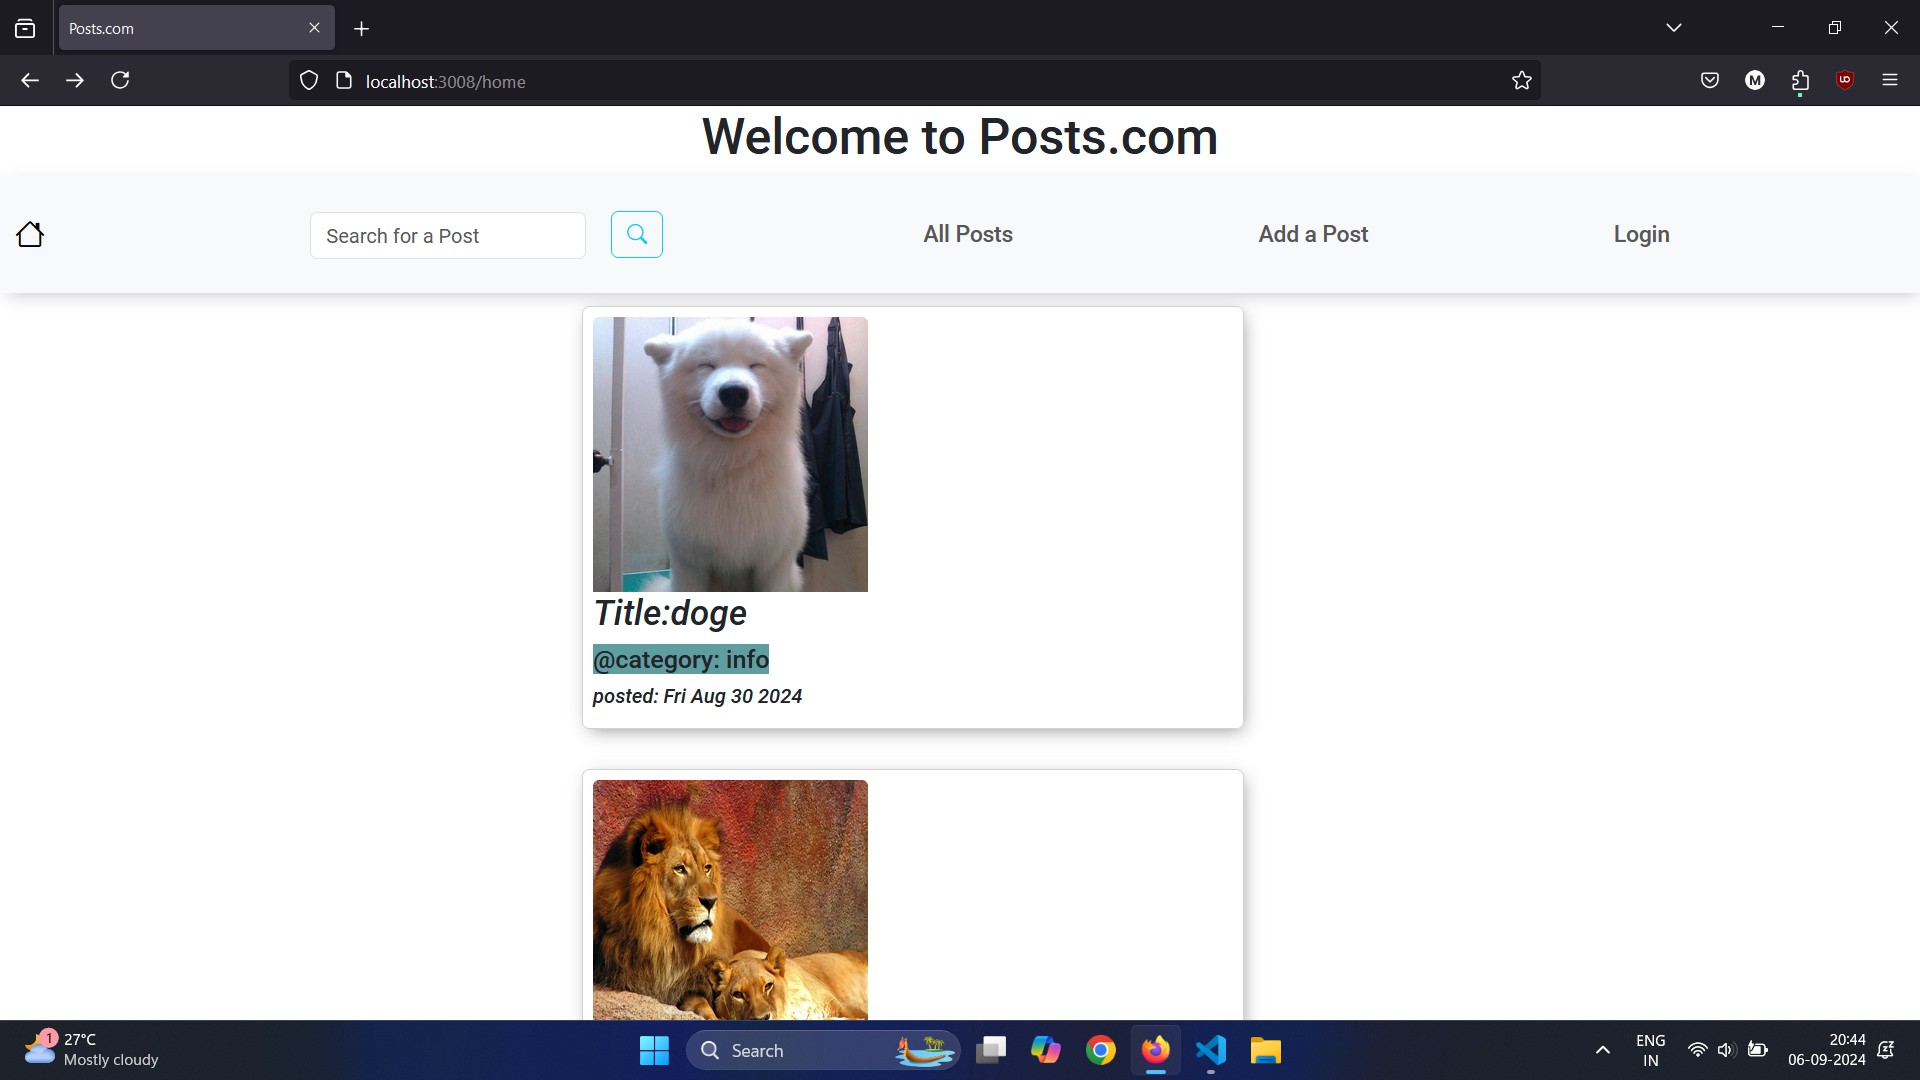 Posts.com
localhost:3008/home
M
Welcome to Posts.com
Search for a Post
All Posts
Add a Post
Login
Title:doge
@category: info
posted: Fri Aug 30 2024
1
27°C
Mostly cloudy
Search
ENG
IN
20:44
06-09-2024